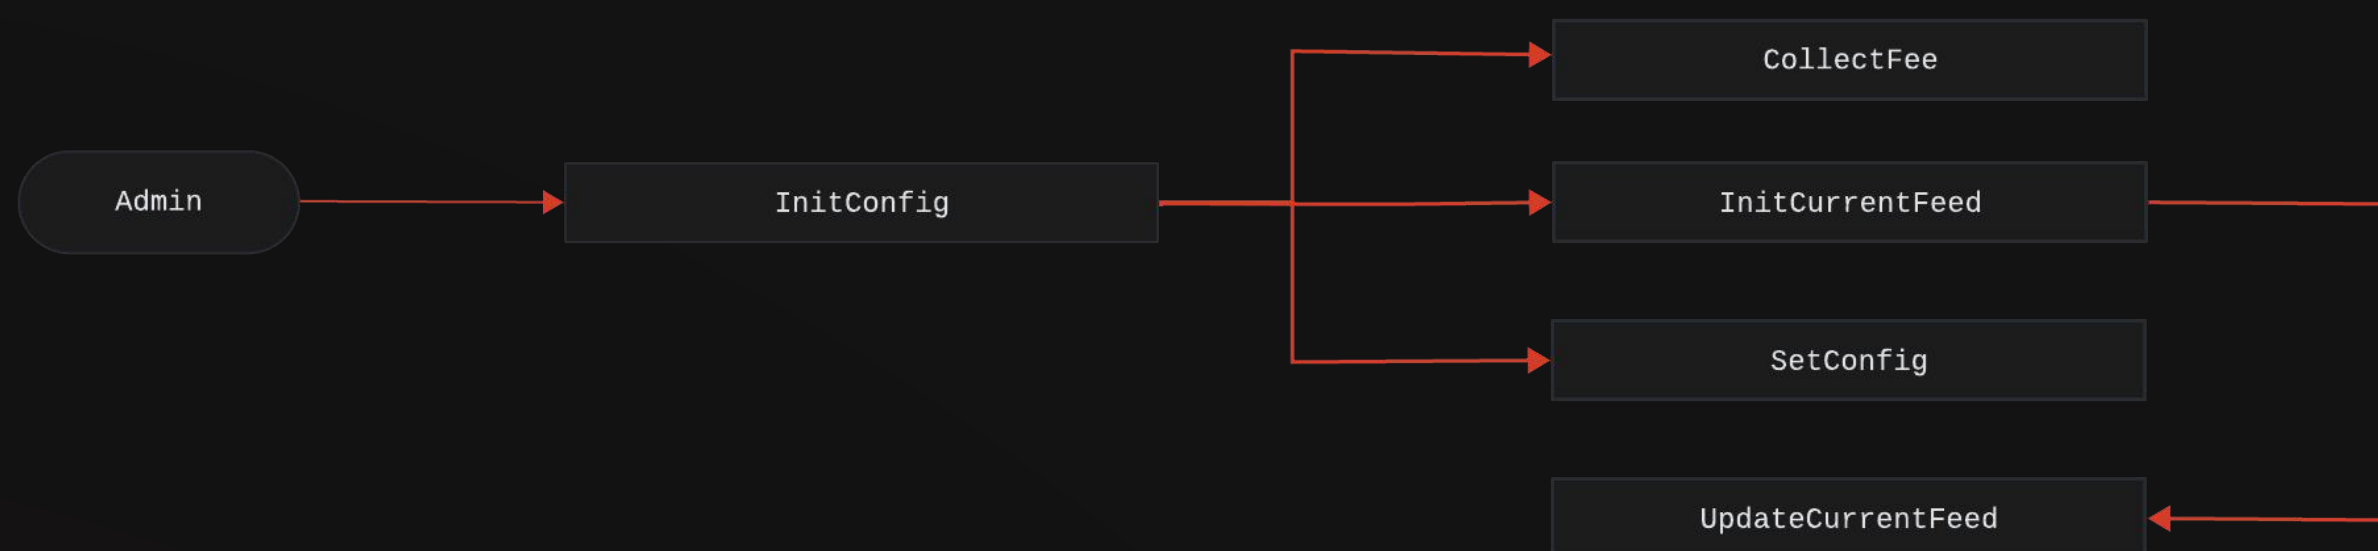 Admin
InitConfig
CollectFee
InitCurrentFeed
SetConfig
UpdateCurrentFeed